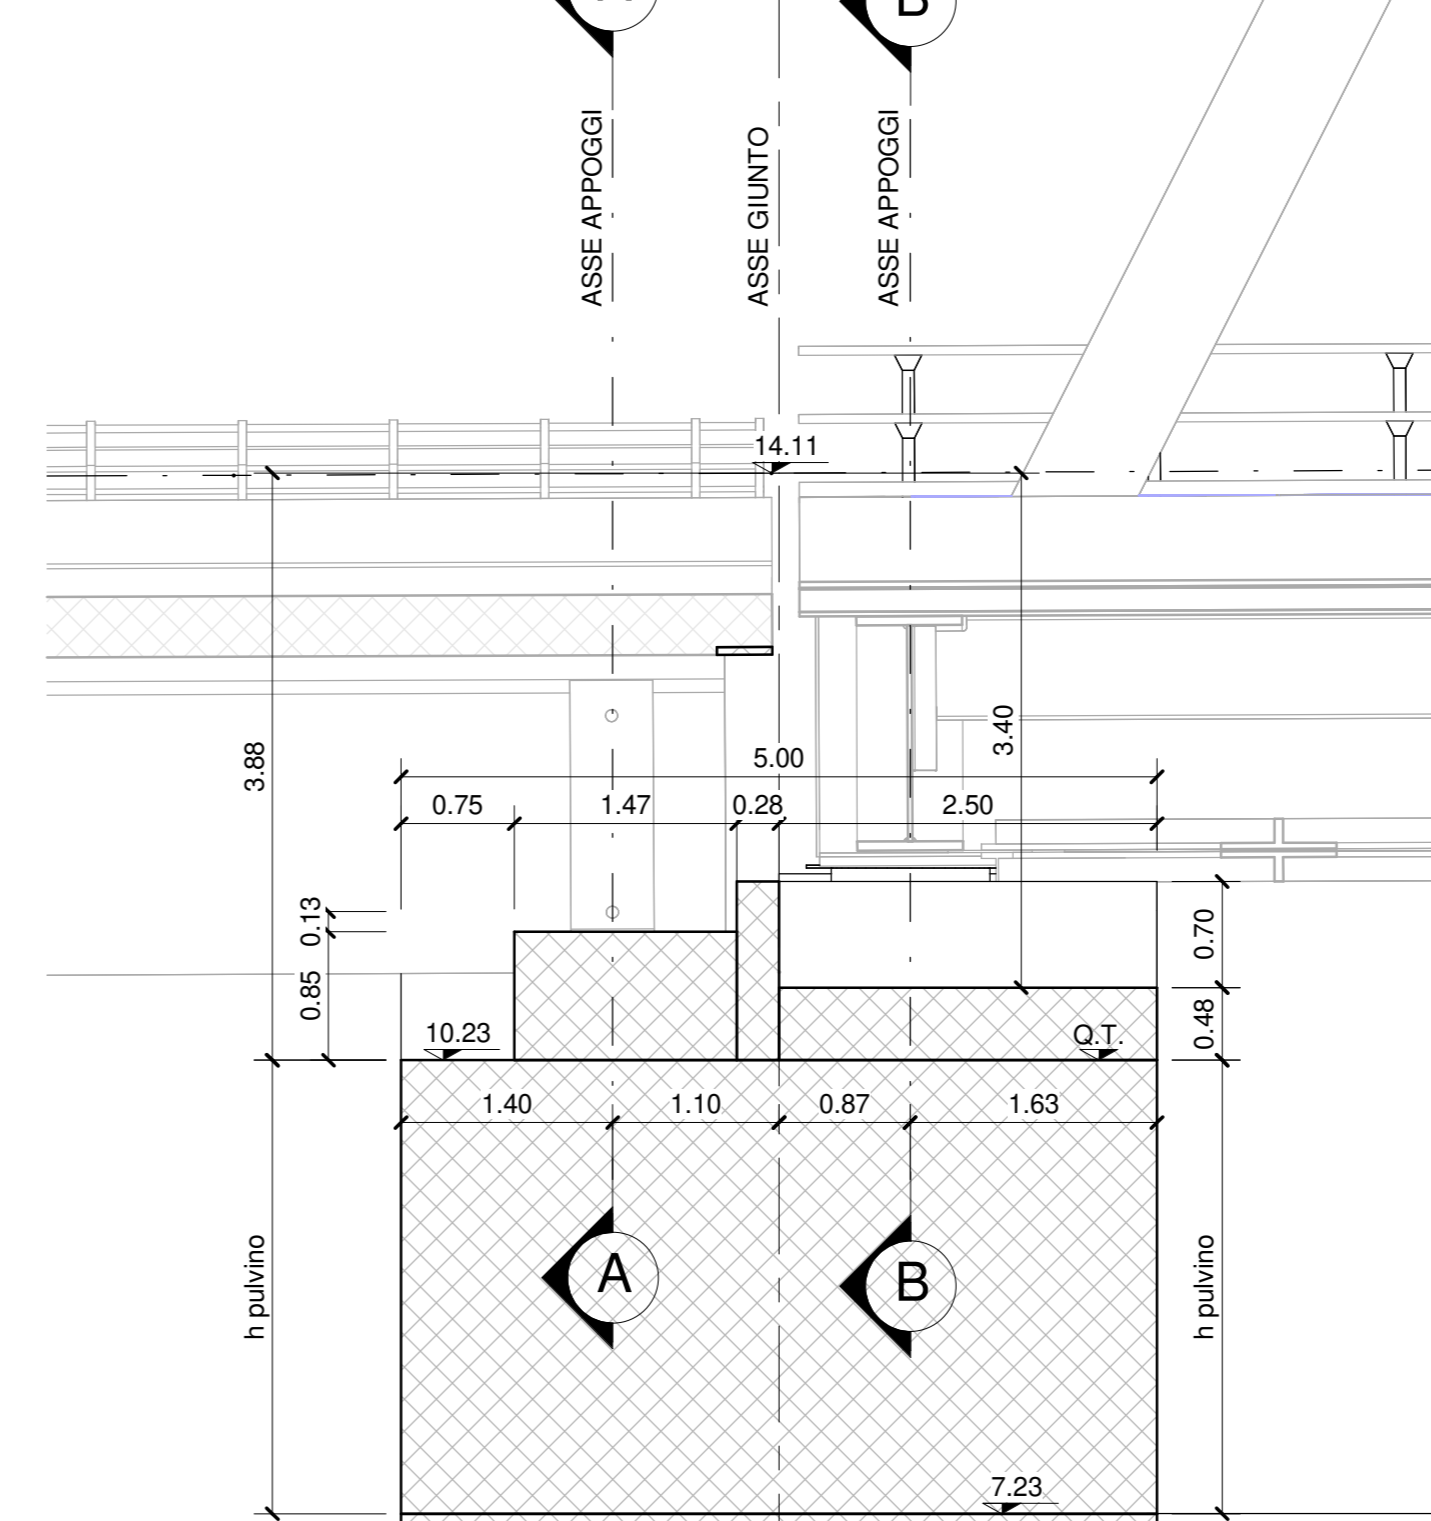 B
ASSE APPOGGI
ASSE GIUNTO
ASSE APPOGGI
14.11
3.88
3.40
5.00
0.75
1.47
0.28
2.50
0.13
0.85
0.70
0.48
10.23
Q.T.
1.40
1.10
0.87
1.63
A
B
h pulvino
h pulvino
7.23